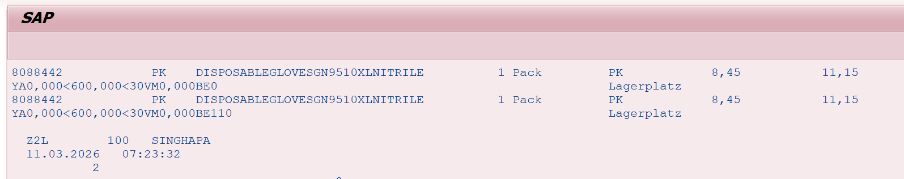 SAP
8088442 PK DISPOSABLEGLOVESGN9510XLNITRILE 1 Pack PK 8,45 11,15
YA0,000<600,000<30VM0,000BE0 Lagerplatz
8088442 PK DISPOSABLEGLOVESGN9510XLNITRILE 1 Pack PK 8,45 11,15
YA0,000<600,000<30VM0,000BE110 Lagerplatz
Z2L 100 SINGHAPA
11.03.2026 07:23:32
2